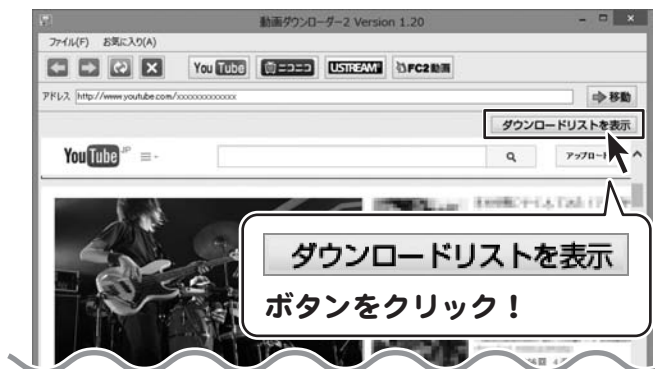 動画ダウンローダー2 Version 1.20
ファイル(F) お気に入り(A)
You Tube ニコニコ USTREAM FC2動画
アドレス http://www.youtube.com/xxxxxxxxxxxxx 移動
ダウンロードリストを表示
You Tube JP アップロード
ダウンロードリストを表示
ボタンをクリック!